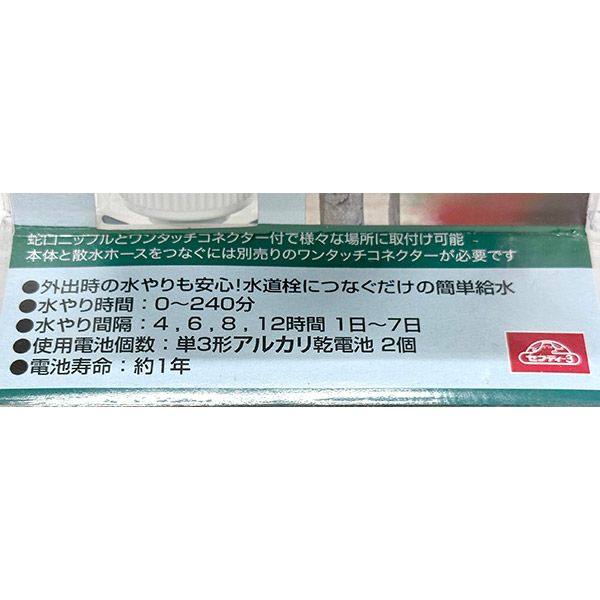 蛇口ニップルとワンタッチコネクター付で様々な場所に取付け可能
本体と散水ホースをつなぐには別売りのワンタッチコネクターが必要です
●外出時の水やりも安心!水道栓につなぐだけの簡単給水
●水やり時間：0〜240分
●水やり間隔：4,6,8,12時間 1日〜7日
●使用電池個数：単3形アルカリ乾電池 2個
●電池寿命：約1年
セフティー3